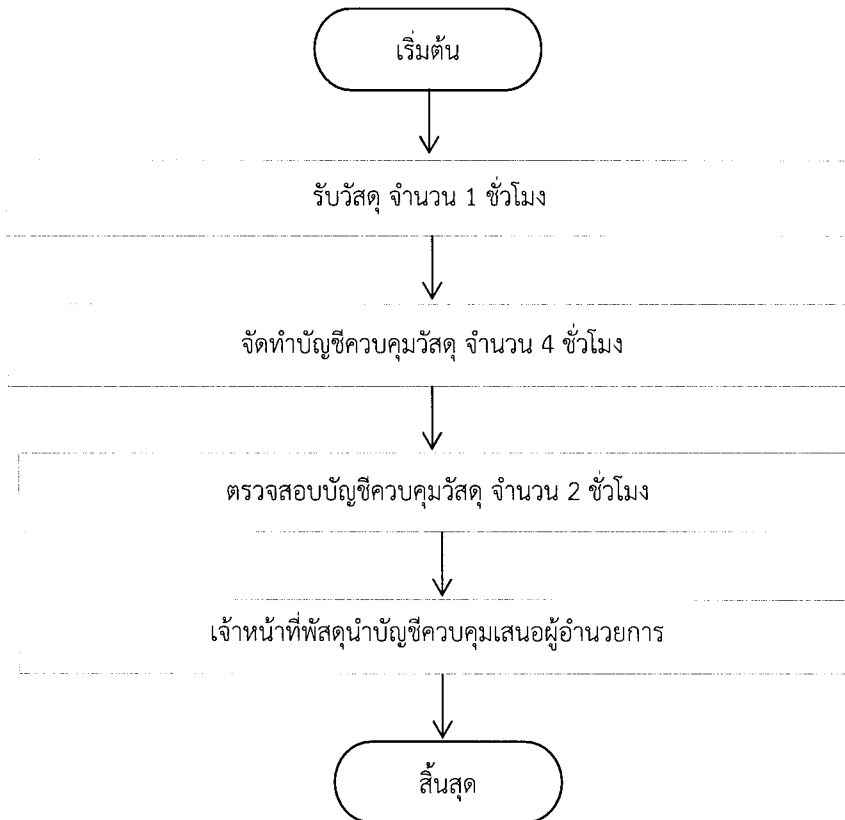 เริ่มต้น
รับวัสดุ จำนวน 1 ชั่วโมง
จัดทำบัญชีควบคุมวัสดุ จำนวน 4 ชั่วโมง
ตรวจสอบบัญชีควบคุมวัสดุ จำนวน 2 ชั่วโมง
เจ้าหน้าที่พัสดุนำบัญชีควบคุมเสนอผู้อำนวยการ
สิ้นสุด